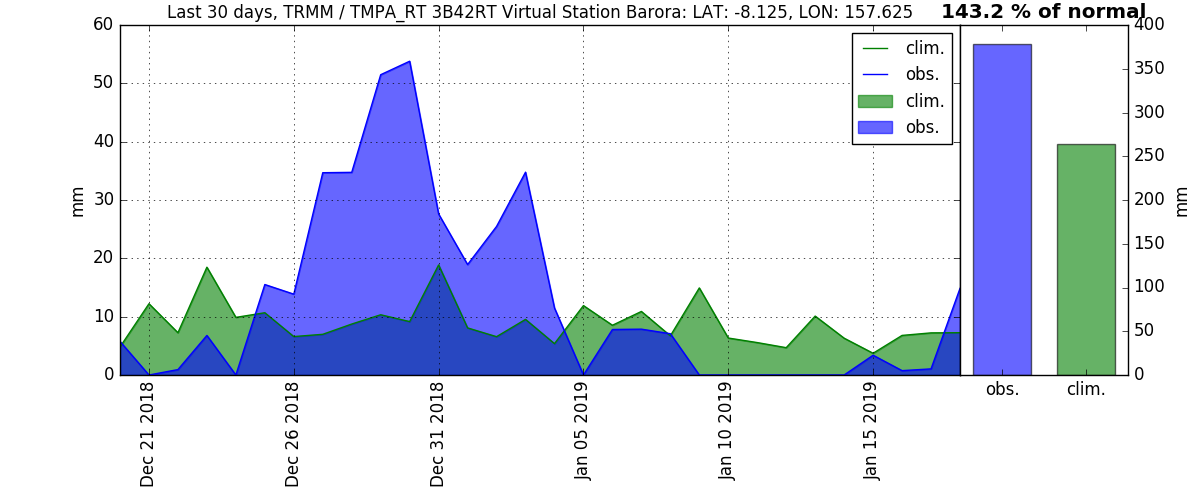 Last 30 days, TRMM / TMPA_RT 3B42RT Virtual Station Barora: LAT: -8.125, LON: 157.625
143.2 % of normal
60
50
40
30
20
10
0
mm
clim.
obs.
clim.
obs.
400
350
300
250
200
150
100
50
0
mm
Dec 21 2018
Dec 26 2018
Dec 31 2018
Jan 05 2019
Jan 10 2019
Jan 15 2019
obs.
clim.